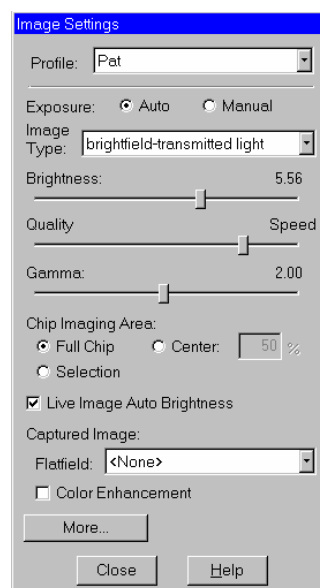 Image Settings
Profile: Pat
Exposure: Auto Manual
Image
Type: brightfield-transmitted light
Brightness: 5.56
Quality Speed
Gamma: 2.00
Chip Imaging Area:
Full Chip Center: 50 %
Selection
Live Image Auto Brightness
Captured Image:
Flatfield: <None>
Color Enhancement
More...
Close Help